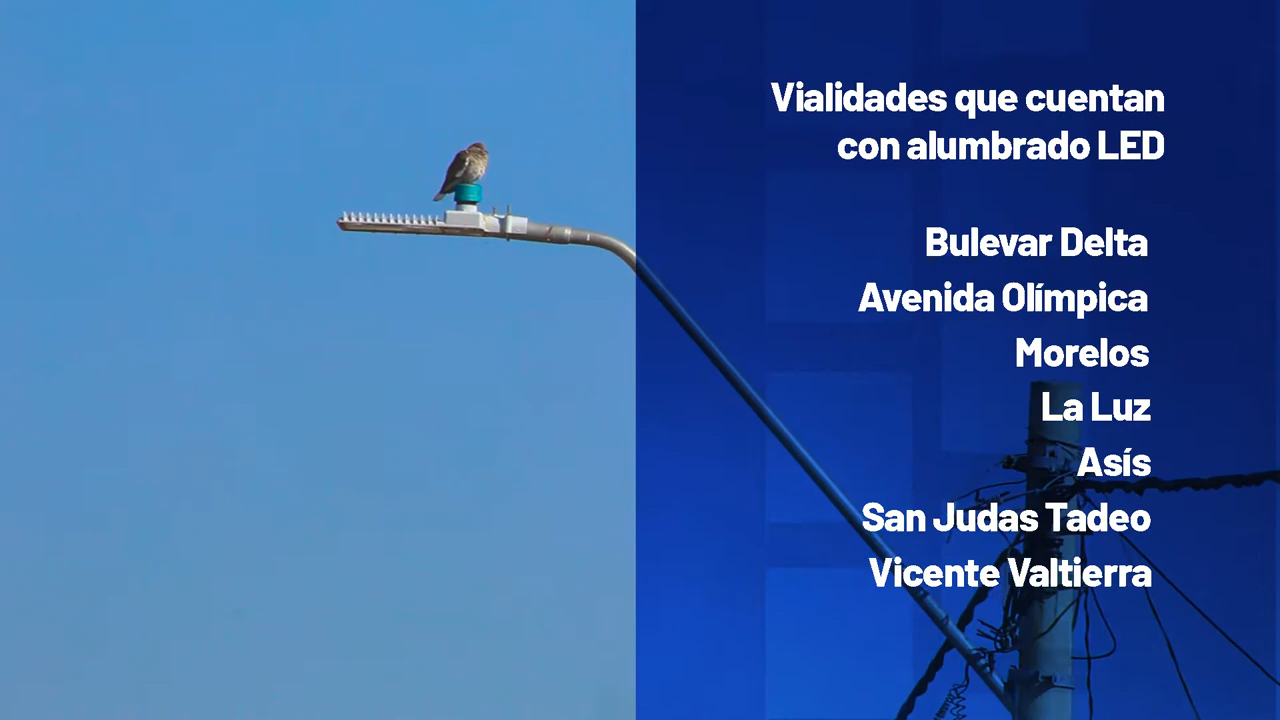 Vialidades que cuentan
con alumbrado LED
Bulevar Delta
Avenida Olímpica
Morelos
La Luz
Asís
San Judas Tadeo
Vicente Valtierra